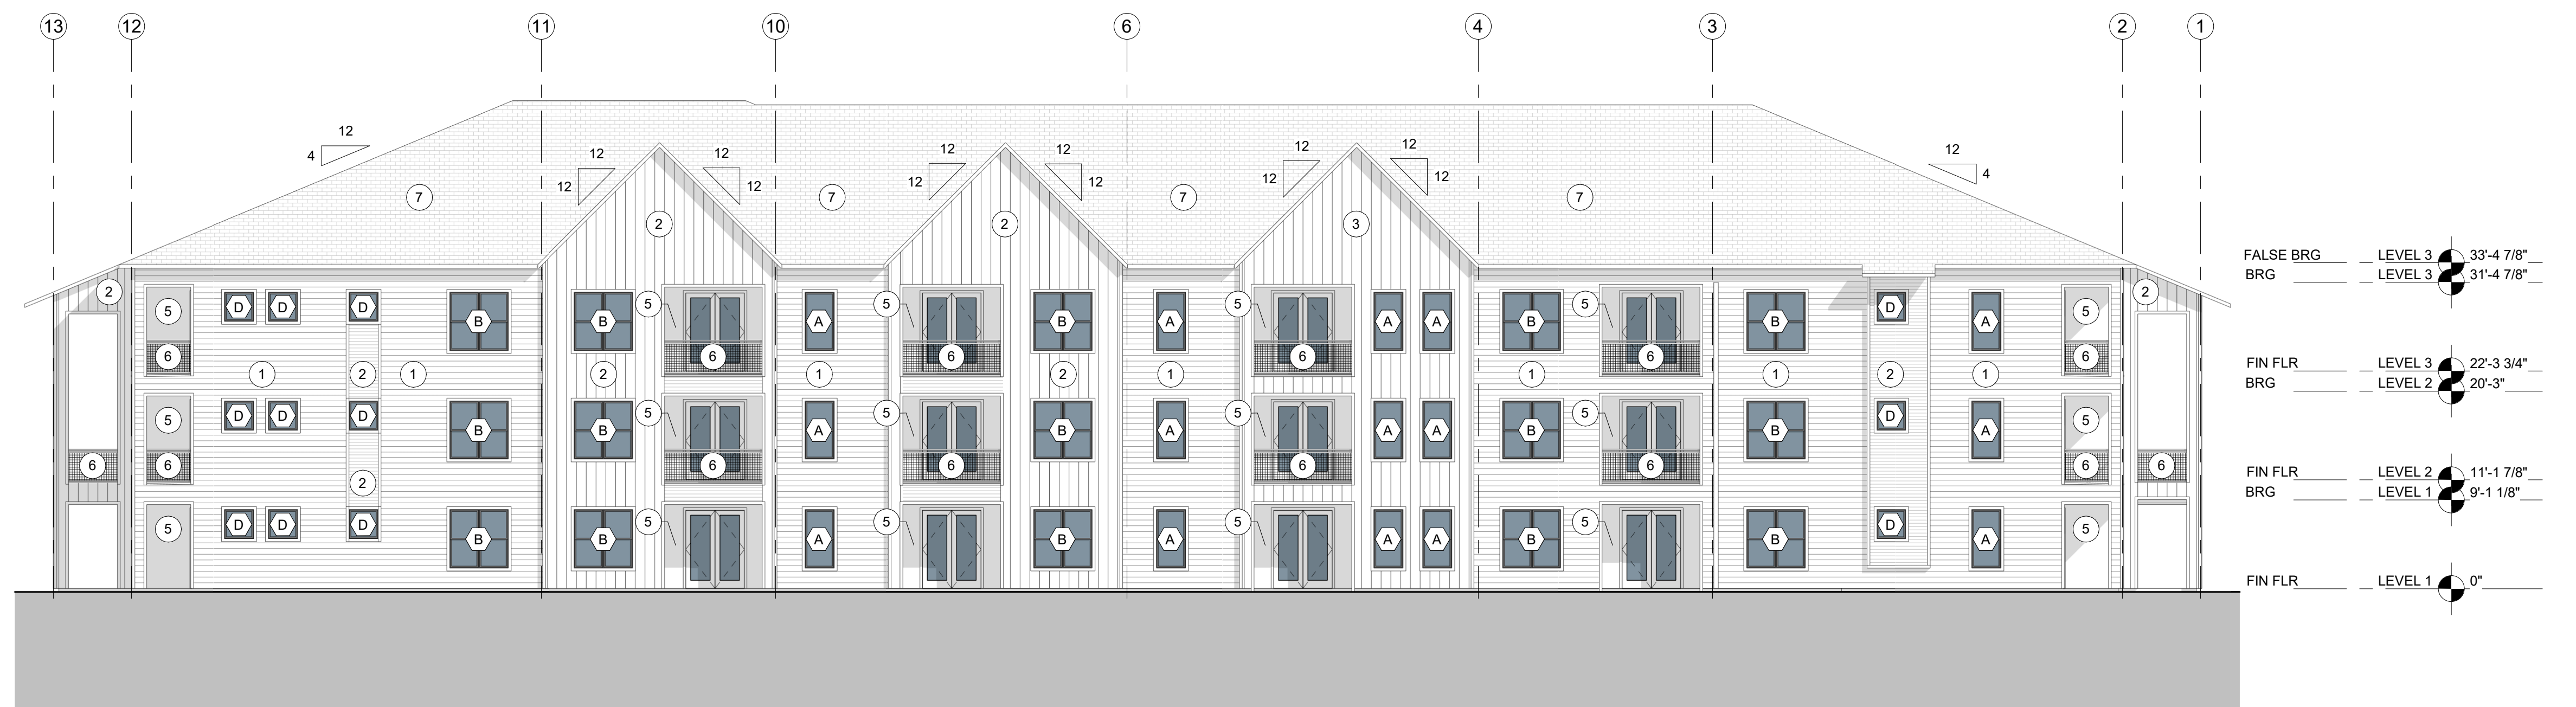 13 12 11 10 6 4 3 2 1
12 4
12 12
12 12
12 12
12 12
12 12
12 12
12 4
7 7 7 7
2 2 3
FALSE BRG LEVEL 3 33'-4 7/8"
BRG LEVEL 3 31'-4 7/8"
2 2
5 D D D B B 5 A 5 B A 5 A A B 5 B D A 5
6 6 6 6 6 6
FIN FLR LEVEL 3 22'-3 3/4"
1 2 1 2 1 2 1 1 1 2 1
BRG LEVEL 2 20'-3"
5 D D D B B 5 A 5 B A 5 A A B 5 B D A 5
6 6 6 6 6 6 6 6
FIN FLR LEVEL 2 11'-1 7/8"
2
BRG LEVEL 1 9'-1 1/8"
5 D D D B B 5 A 5 B A 5 A A B 5 B D A 5
FIN FLR LEVEL 1 0"